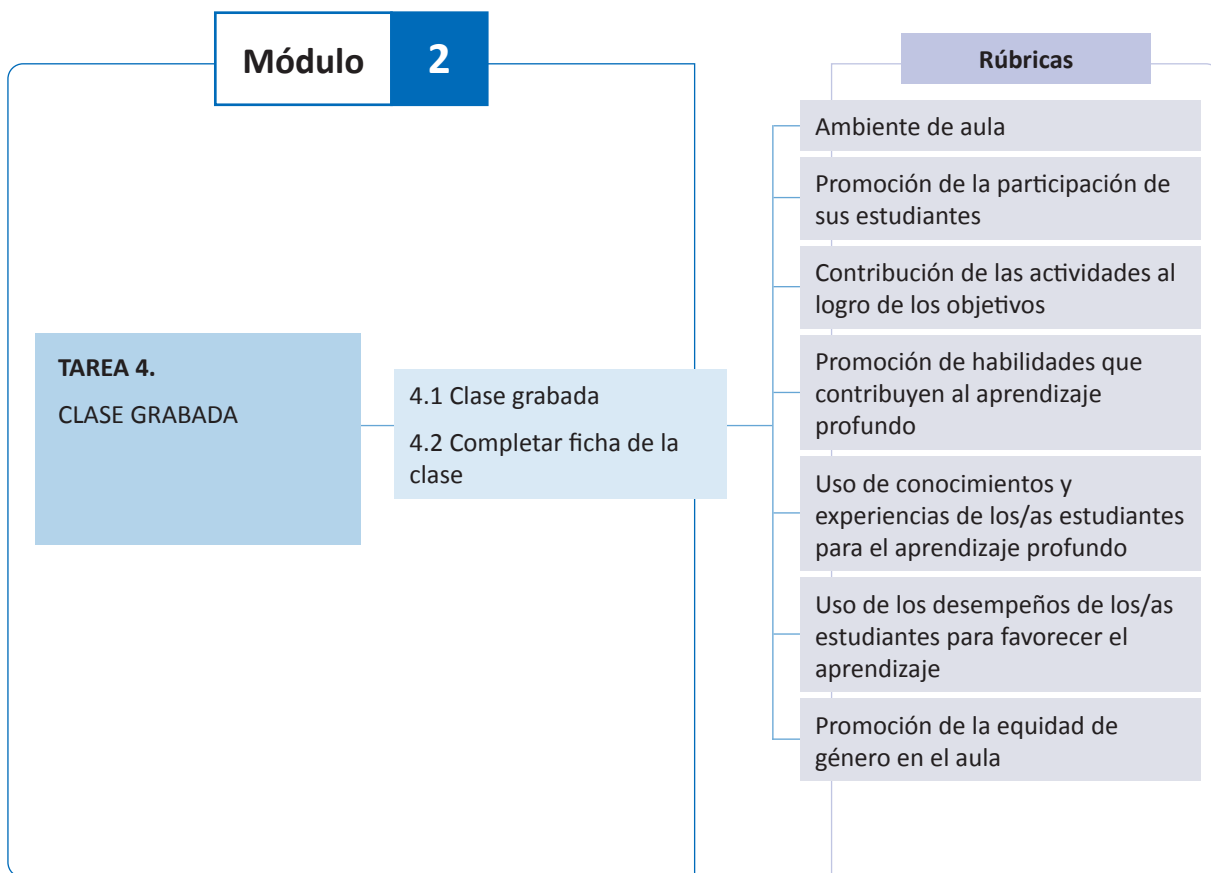 Módulo 2
TAREA 4.
CLASE GRABADA
4.1 Clase grabada
4.2 Completar ficha de la
clase
Rúbricas
Ambiente de aula
Promoción de la participación de
sus estudiantes
Contribución de las actividades al
logro de los objetivos
Promoción de habilidades que
contribuyen al aprendizaje
profundo
Uso de conocimientos y
experiencias de los/as estudiantes
para el aprendizaje profundo
Uso de los desempeños de los/as
estudiantes para favorecer el
aprendizaje
Promoción de la equidad de
género en el aula